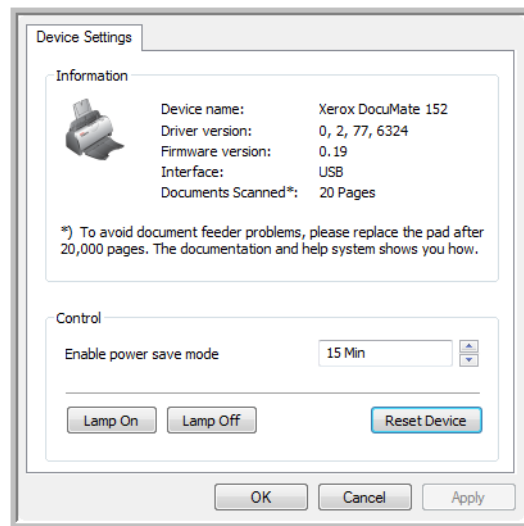 Device Settings
Information
Device name: Xerox DocuMate 152
Driver version: 0, 2, 77, 6324
Firmware version: 0.19
Interface: USB
Documents Scanned*: 20 Pages
*) To avoid document feeder problems, please replace the pad after
20,000 pages. The documentation and help system shows you how.
Control
Enable power save mode 15 Min
Lamp On Lamp Off Reset Device
OK Cancel Apply